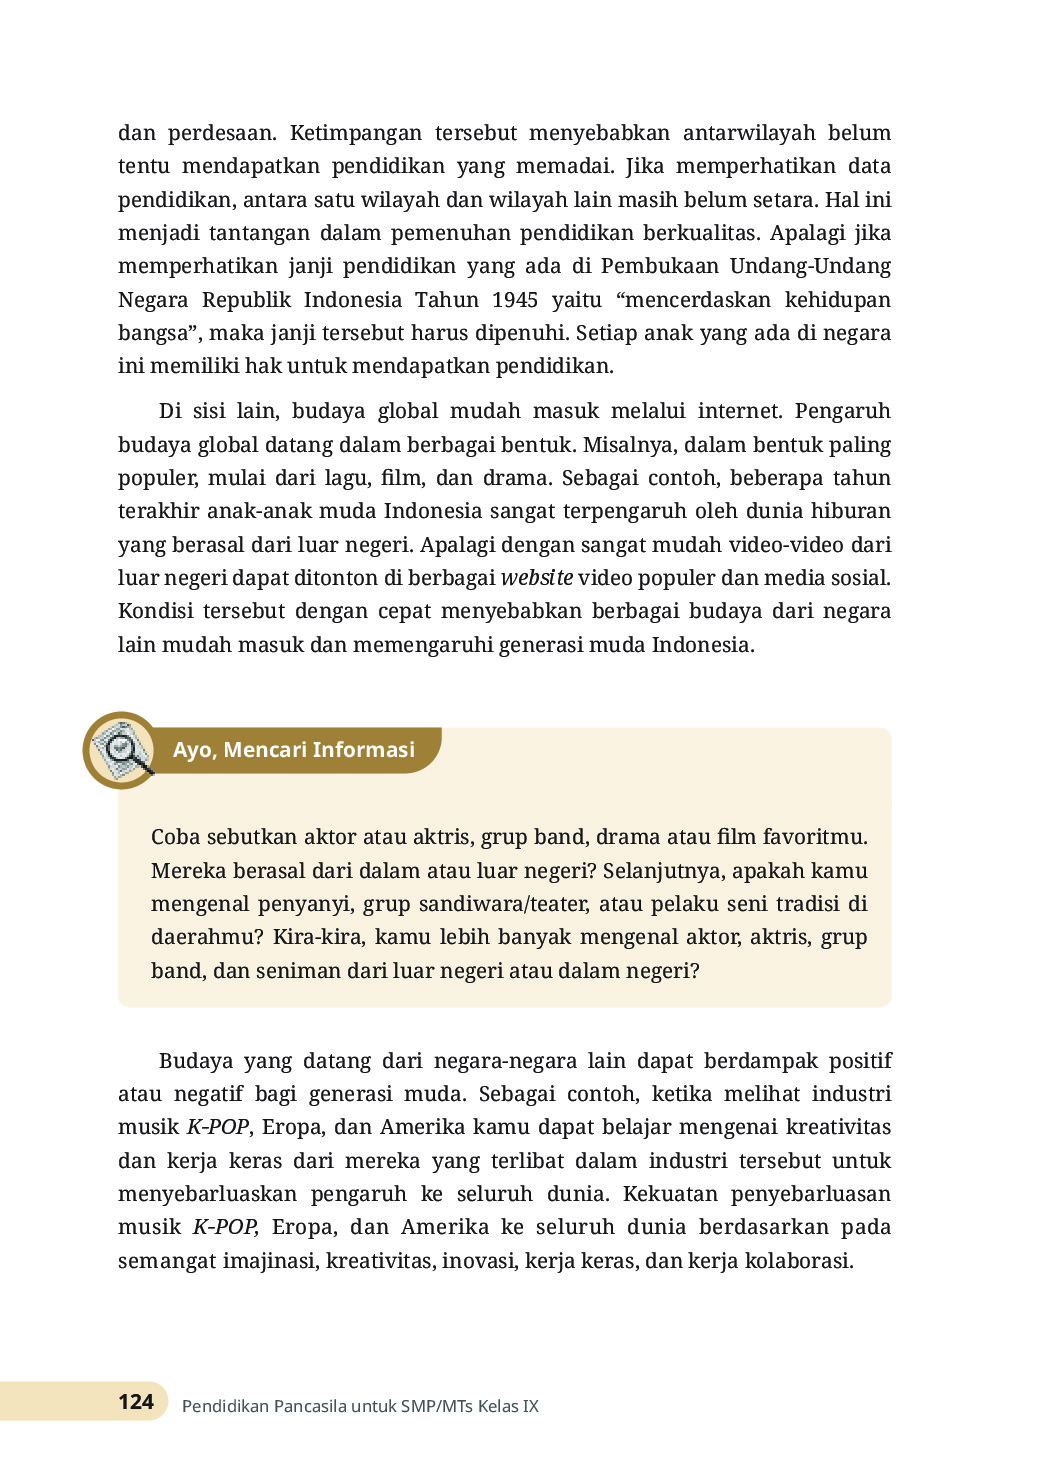 dan perdesaan. Ketimpangan tersebut menyebabkan antarwilayah belum
tentu mendapatkan pendidikan yang memadai. Jika memperhatikan data
pendidikan, antara satu wilayah dan wilayah lain masih belum setara. Hal ini
menjadi tantangan dalam pemenuhan pendidikan berkualitas. Apalagi jika
memperhatikan janji pendidikan yang ada di Pembukaan Undang-Undang
Negara Republik Indonesia Tahun 1945 yaitu “mencerdaskan kehidupan
bangsa”, maka janji tersebut harus dipenuhi. Setiap anak yang ada di negara
ini memiliki hak untuk mendapatkan pendidikan.
Di sisi lain, budaya global mudah masuk melalui internet. Pengaruh
budaya global datang dalam berbagai bentuk. Misalnya, dalam bentuk paling
populer, mulai dari lagu, film, dan drama. Sebagai contoh, beberapa tahun
terakhir anak-anak muda Indonesia sangat terpengaruh oleh dunia hiburan
yang berasal dari luar negeri. Apalagi dengan sangat mudah video-video dari
luar negeri dapat ditonton di berbagai website video populer dan media sosial.
Kondisi tersebut dengan cepat menyebabkan berbagai budaya dari negara
lain mudah masuk dan memengaruhi generasi muda Indonesia.
Ayo, Mencari Informasi
Coba sebutkan aktor atau aktris, grup band, drama atau film favoritmu.
Mereka berasal dari dalam atau luar negeri? Selanjutnya, apakah kamu
mengenal penyanyi, grup sandiwara/teater, atau pelaku seni tradisi di
daerahmu? Kira-kira, kamu lebih banyak mengenal aktor, aktris, grup
band, dan seniman dari luar negeri atau dalam negeri?
Budaya yang datang dari negara-negara lain dapat berdampak positif
atau negatif bagi generasi muda. Sebagai contoh, ketika melihat industri
musik K-POP, Eropa, dan Amerika kamu dapat belajar mengenai kreativitas
dan kerja keras dari mereka yang terlibat dalam industri tersebut untuk
menyebarluaskan pengaruh ke seluruh dunia. Kekuatan penyebarluasan
musik K-POP, Eropa, dan Amerika ke seluruh dunia berdasarkan pada
semangat imajinasi, kreativitas, inovasi, kerja keras, dan kerja kolaborasi.
124 Pendidikan Pancasila untuk SMP/MTs Kelas IX